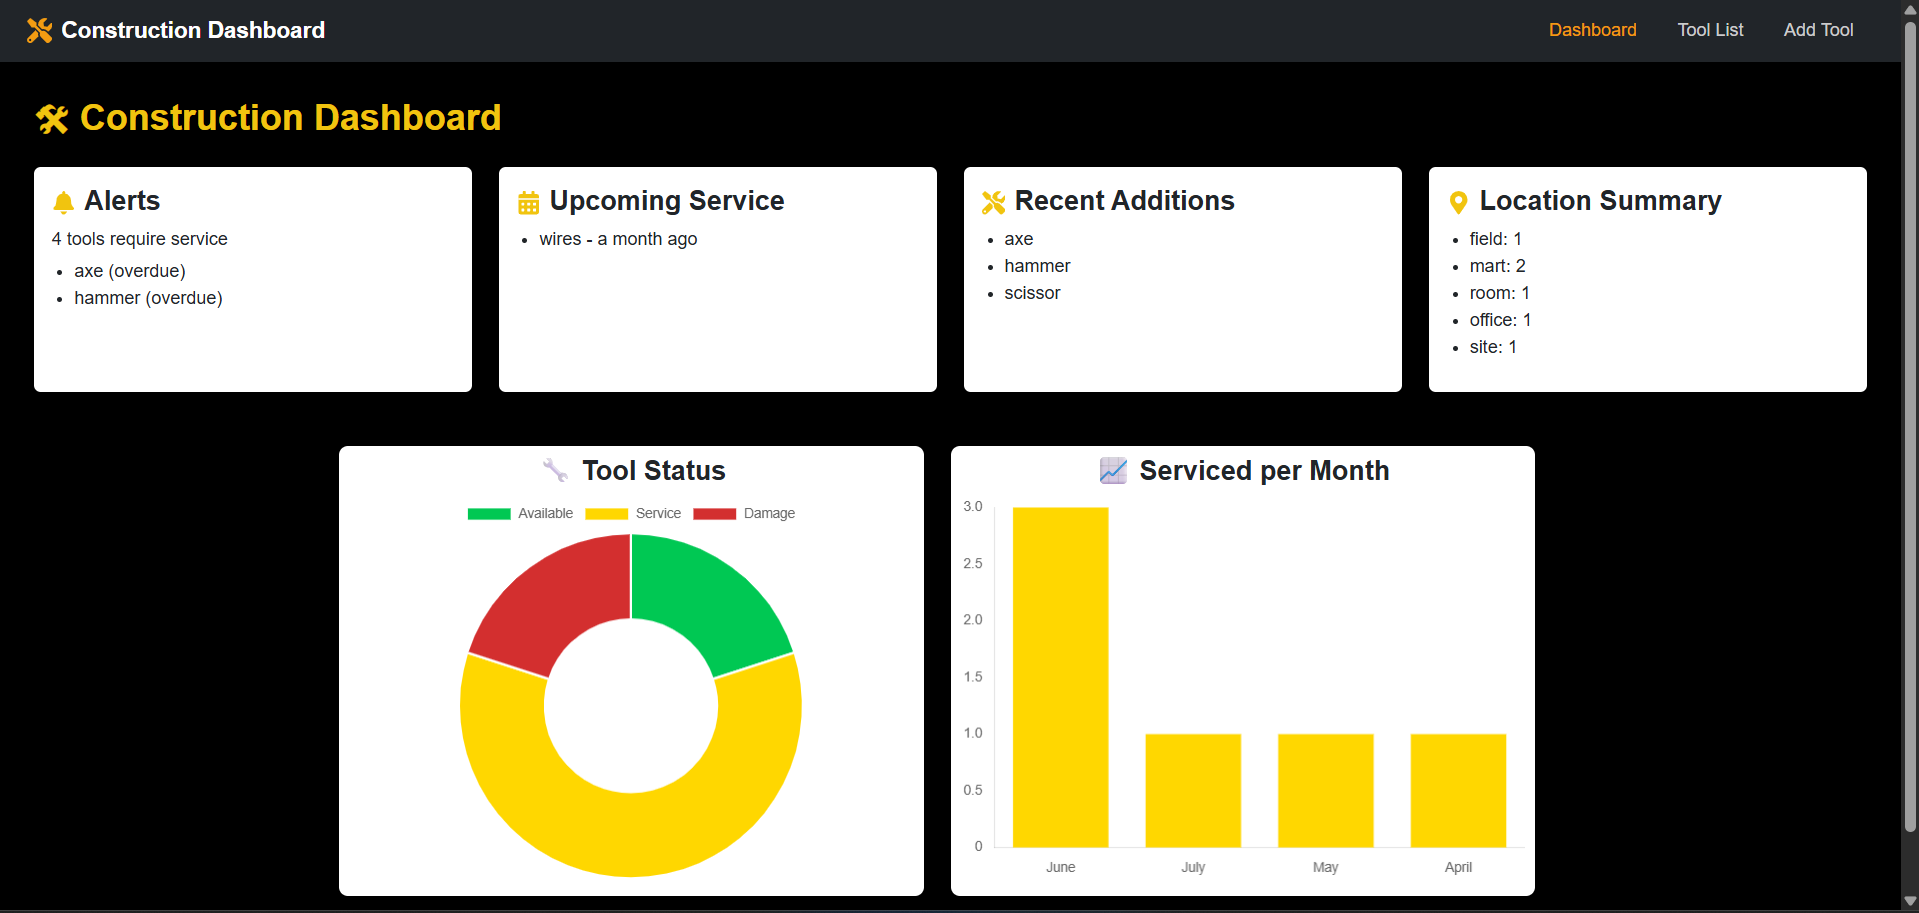 Construction Dashboard
Dashboard Tool List Add Tool
Construction Dashboard
Alerts
4 tools require service
axe (overdue)
hammer (overdue)
Upcoming Service
wires - a month ago
Recent Additions
axe
hammer
scissor
Location Summary
field: 1
mart: 2
room: 1
office: 1
site: 1
Tool Status
Available Service Damage
Serviced per Month
3.0
2.5
2.0
1.5
1.0
0.5
0
June July May April